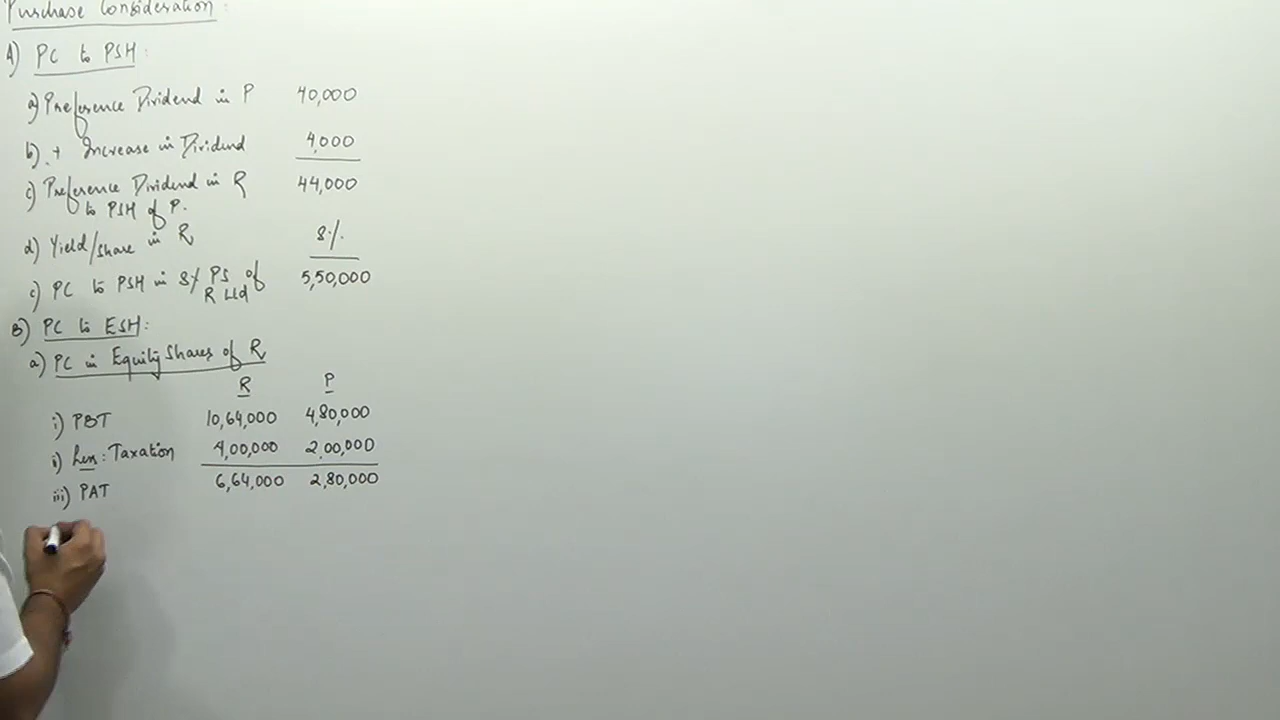 Purchase Consideration :
A) PC to PSH :
a) Preference Dividend in P 40,000
b) + Increase in Dividend 4,000
c) Preference Dividend in R 44,000
to PSH of P.
d) Yield/share in R 8%
e) PC to PSH in 8% PS of 5,50,000
R Ltd
B) PC to ESH :
a) PC in Equity Shares of R
R P
i) PBT 10,64,000 4,80,000
ii) Less : Taxation 4,00,000 2,00,000
iii) PAT 6,64,000 2,80,000